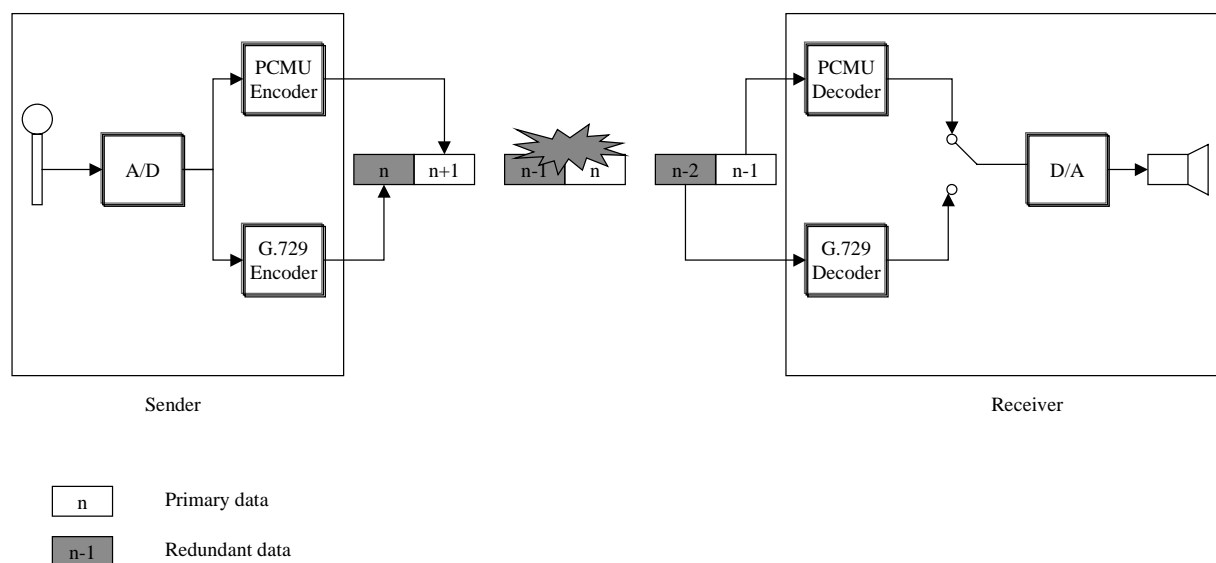 PCMU
Encoder
PCMU
Decoder
A/D
n
n+1
n-1
n
n-2
n-1
D/A
G.729
Encoder
G.729
Decoder
Sender
Receiver
n
Primary data
n-1
Redundant data